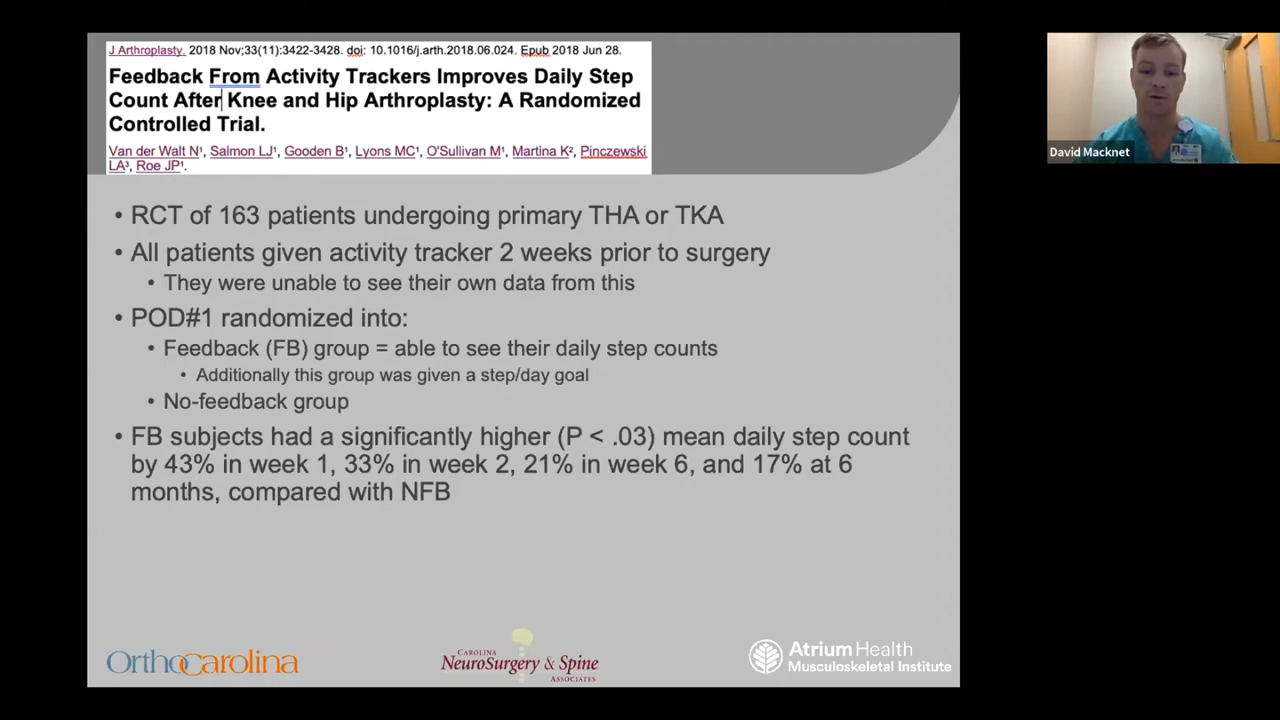 J Arthroplasty. 2018 Nov;33(11):3422-3428. doi: 10.1016/j.arth.2018.06.024. Epub 2018 Jun 28.
Feedback From Activity Trackers Improves Daily Step
Count After Knee and Hip Arthroplasty: A Randomized
Controlled Trial.
Van der Walt N¹, Salmon LJ¹, Gooden B¹, Lyons MC¹, O'Sullivan M¹, Martina K², Pinczewski
LA³, Roe JP¹.
David Macknet
• RCT of 163 patients undergoing primary THA or TKA
• All patients given activity tracker 2 weeks prior to surgery
• They were unable to see their own data from this
• POD#1 randomized into:
• Feedback (FB) group = able to see their daily step counts
• Additionally this group was given a step/day goal
• No-feedback group
• FB subjects had a significantly higher (P < .03) mean daily step count
by 43% in week 1, 33% in week 2, 21% in week 6, and 17% at 6
months, compared with NFB
OrthoCarolina
CAROLINA
NEUROSURGERY & SPINE
ASSOCIATES
Atrium Health
Musculoskeletal Institute